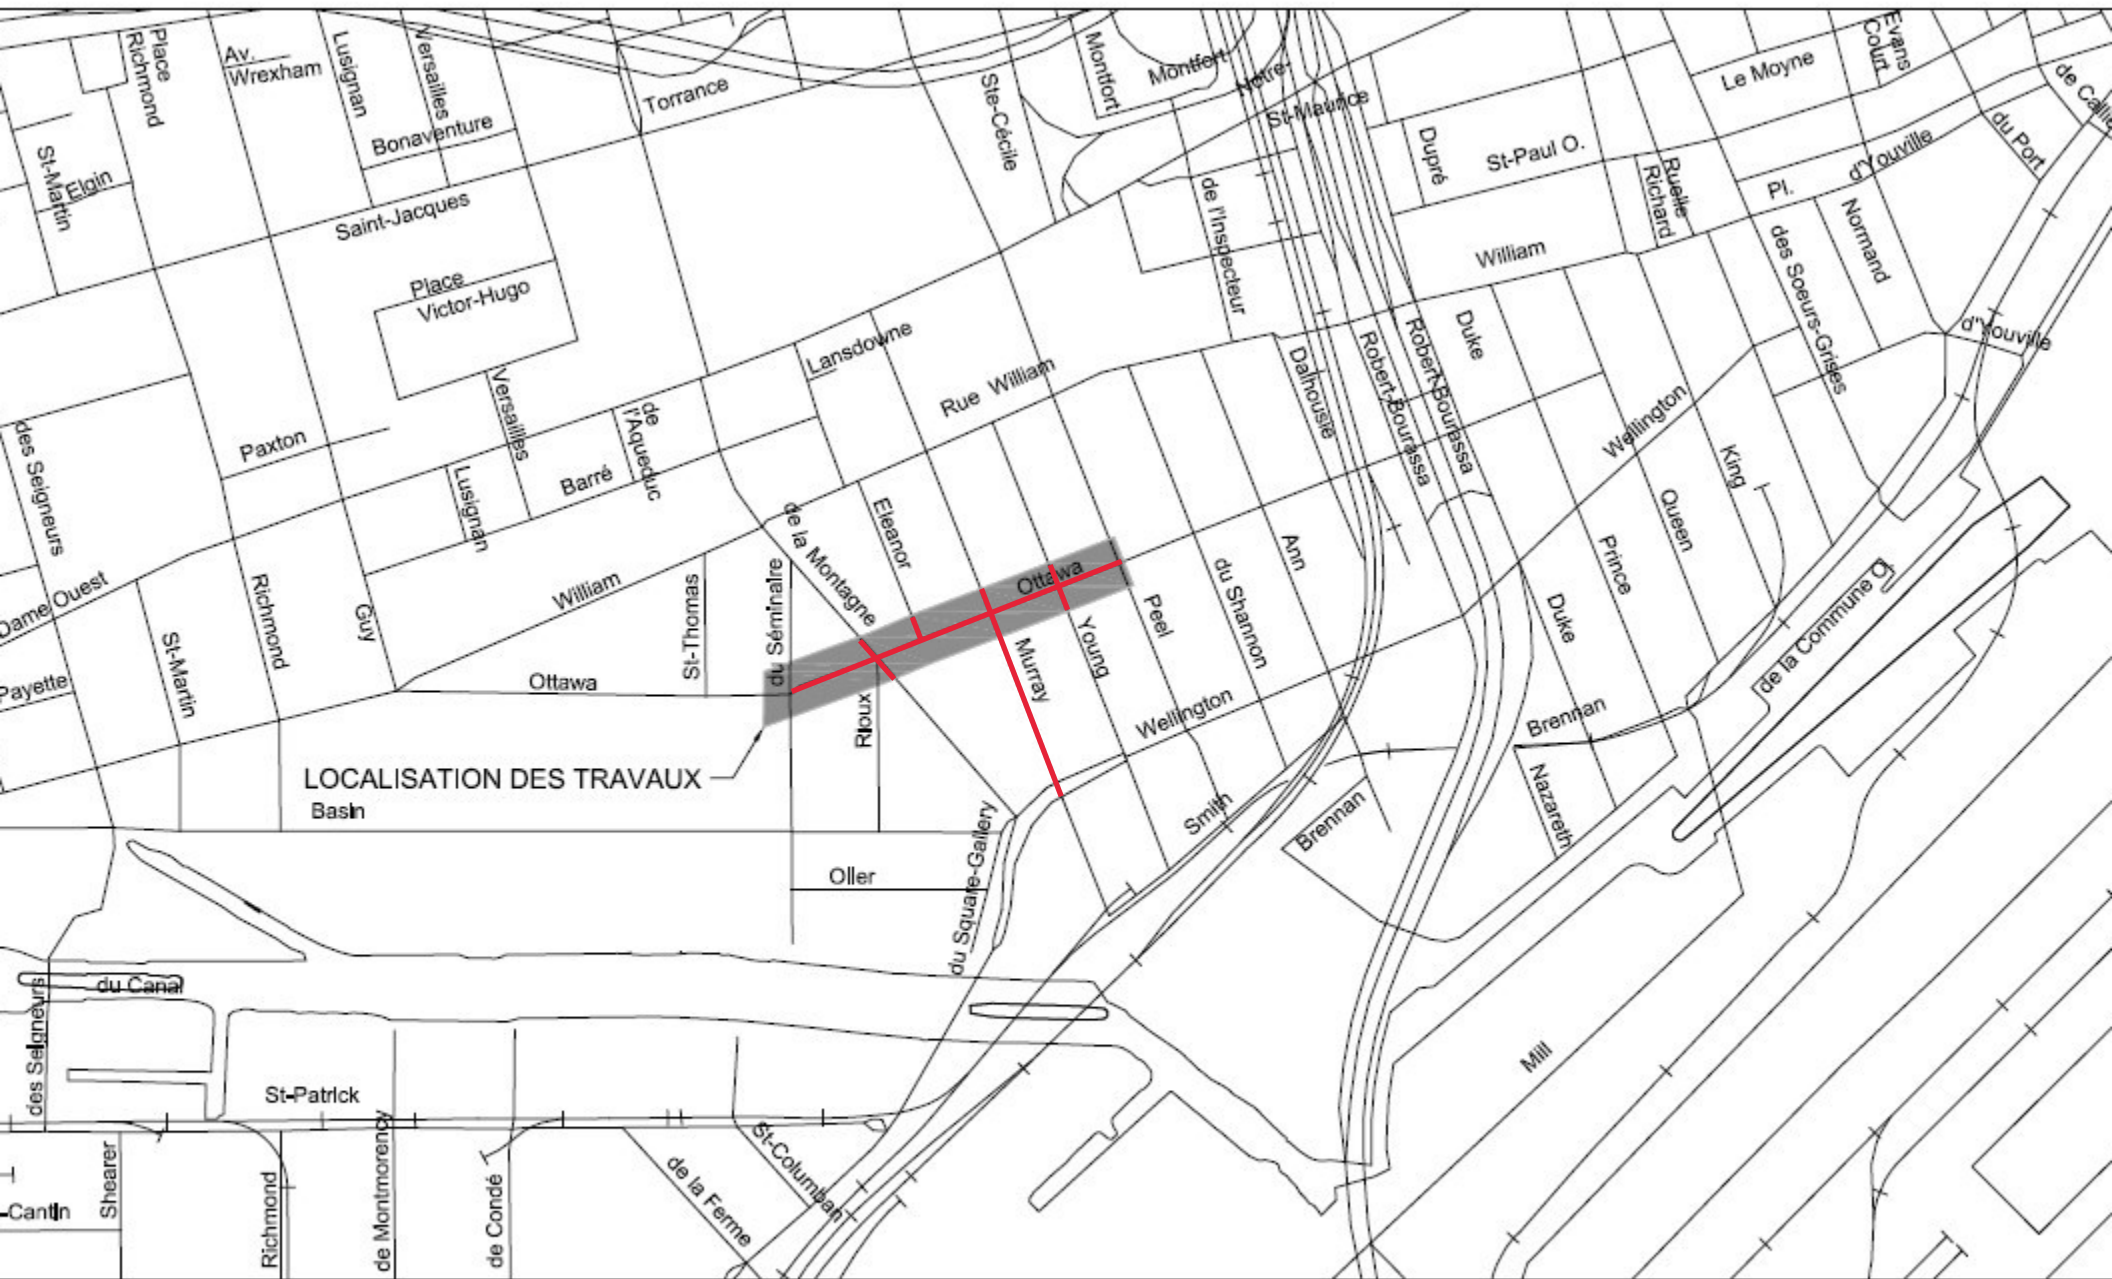 Place
Richmond
Av.
Wrexham
Lusignan
Versailles
Bonaventure
Torrance
Ste-Cécile
Montfort
Montfort
Notre-
St-Maurice
Le Moyne
Evans
Court
de Calliè
du Port
St-Martin
Elgin
Saint-Jacques
Dupré
St-Paul O.
Ruelle
Richard
d'Youville
Pl.
Place
Victor-Hugo
de l'Inspecteur
William
des Soeurs-Grises
Normand
d'Youville
Lansdowne
Rue William
Dalhousie
Robert-Bourassa
Robert-Bourassa
Duke
Wellington
King
des Seigneurs
Paxton
Versailles
de
l'Aqueduc
Barré
Lusignan
de la Montagne
Eleanor
Ottawa
Peel
du Shannon
Ann
Prince
Queen
Dame Ouest
St-Martin
Richmond
Guy
William
St-Thomas
du Séminaire
Payette
Ottawa
Rioux
Murray
Young
Wellington
Duke
de la Commune O
Brennan
LOCALISATION DES TRAVAUX
Basin
Smith
Brennan
Nazareth
Oller
du Square-Gallery
du Canal
des Seigneurs
St-Patrick
Mill
Shearer
Cantin
Richmond
de Montmorency
de Condé
de la Ferme
St-Columban